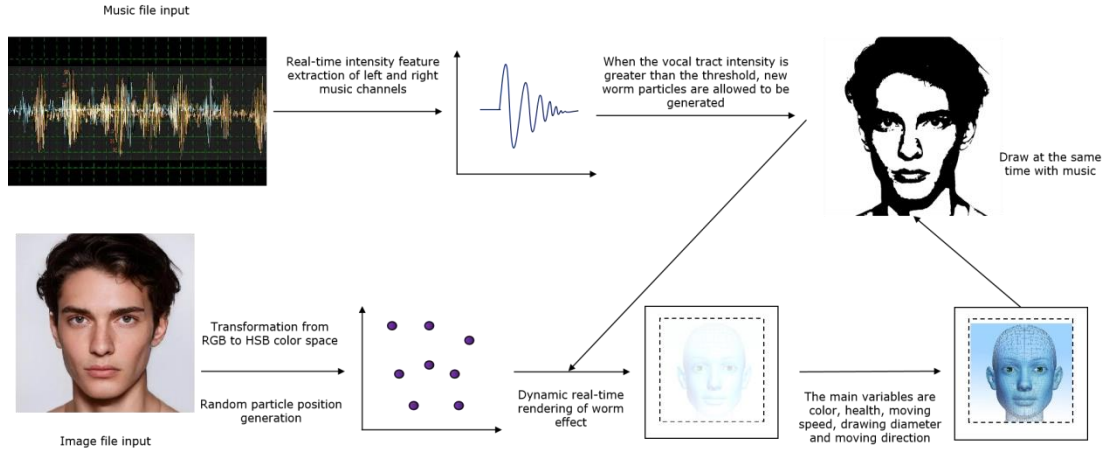 Music file input
Real-time intensity feature
extraction of left and right
music channels
When the vocal tract intensity is
greater than the threshold, new
worm particles are allowed to be
generated
Draw at the same
time with music
Transformation from
RGB to HSB color space
Random particle position
generation
Image file input
Dynamic real-time
rendering of worm
effect
The main variables are
color, health, moving
speed, drawing diameter
and moving direction